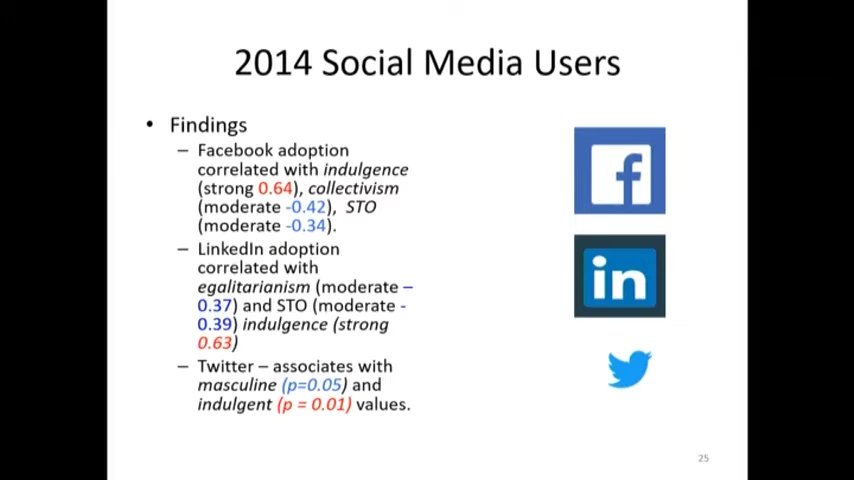 2014 Social Media Users
• Findings
– Facebook adoption
correlated with indulgence
(strong 0.64), collectivism
(moderate -0.42), STO
(moderate -0.34).
– LinkedIn adoption
correlated with
egalitarianism (moderate –
0.37) and STO (moderate -
0.39) indulgence (strong
0.63)
– Twitter – associates with
masculine (p=0.05) and
indulgent (p = 0.01) values.
f
in
25